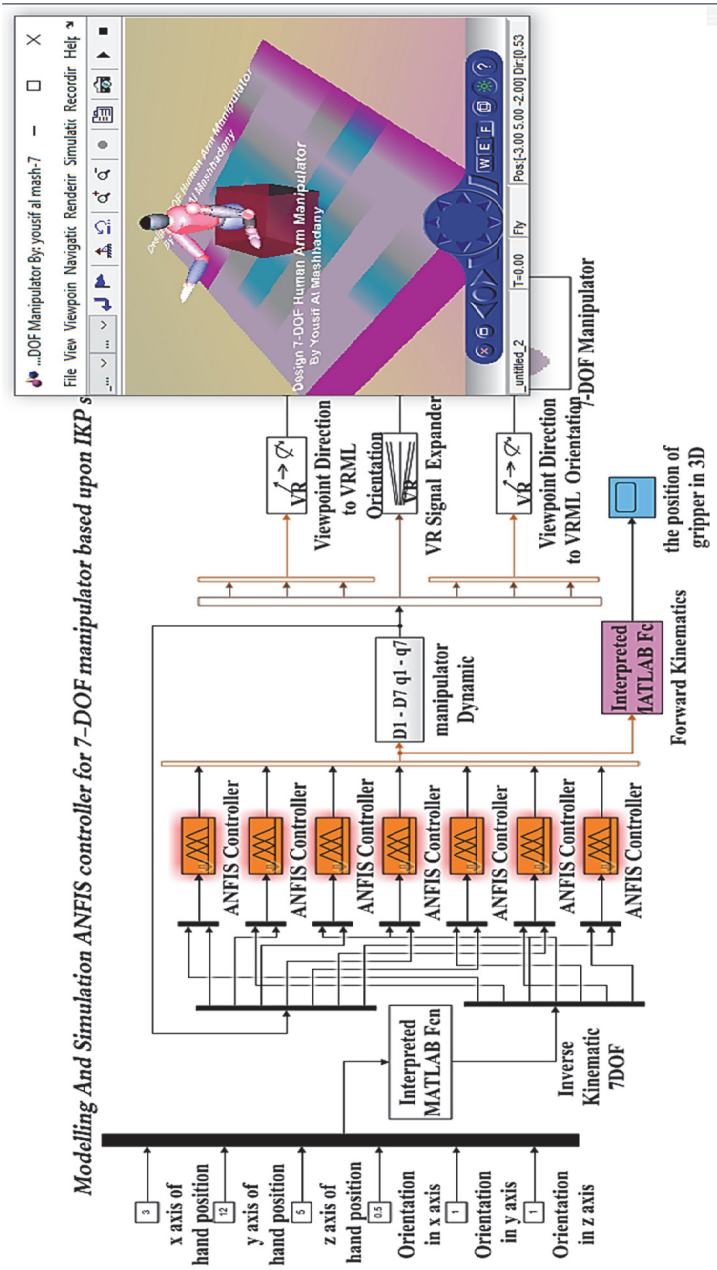 Modelling And Simulation ANFIS controller for 7-DOF manipulator based upon IKP s
3
x axis of
hand position
12
y axis of
hand position
5
z axis of
hand position
0.5
Orientation
in x axis
1
Orientation
in y axis
1
Orientation
in z axis
Interpreted
MATLAB Fcn
Inverse
Kinematic
7DOF
ANFIS Controller
ANFIS Controller
ANFIS Controller
ANFIS Controller
ANFIS Controller
ANFIS Controller
ANFIS Controller
D1 - D7 q1 - q7
manipulator
Dynamic
Interpreted
MATLAB Fc
Forward Kinematics
VR
Viewpoint Direction
to VRML
Orientation
VR
VR Signal Expander
VR
Viewpoint Direction
to VRML Orientation
7-DOF Manipulator
the position of
gripper in 3D
...DOF Manipulator By: yousif al mash-7
File View Viewpoin Navigatic Renderir Simulatic Recordir Help
Design 7-DOF Human Arm Manipulator
By Yousif Al Mashhadany
W E F
_untitled_2 T=0.00 Fly Pos:[-3.00 5.00 -2.00] Dir:[0.53